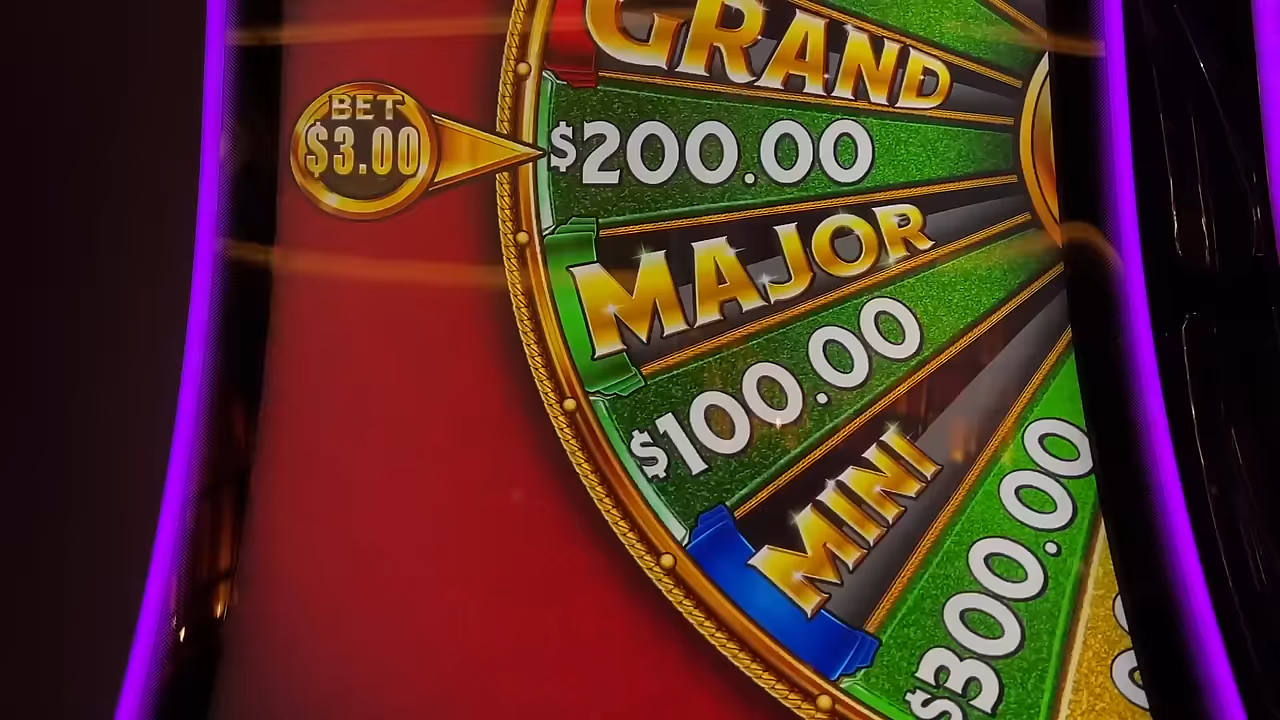 GRAND
BET
$3.00
$200.00
MAJOR
$100.00
MINI
$300.00